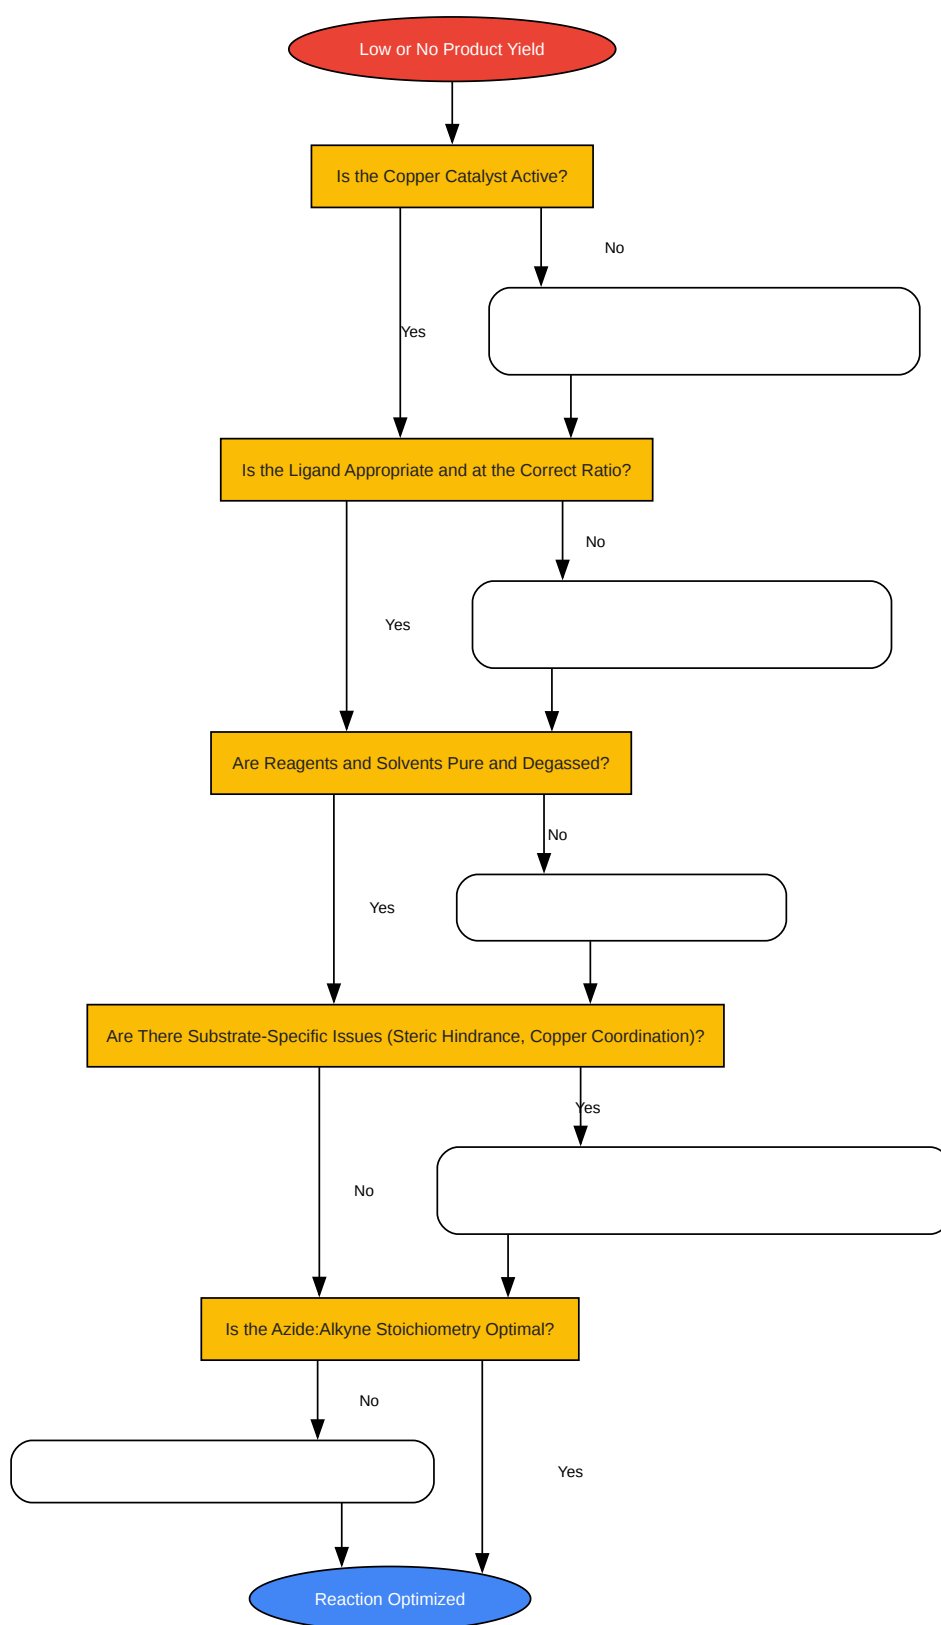 Low or No Product Yield
Is the Copper Catalyst Active?
No
Yes
Is the Ligand Appropriate and at the Correct Ratio?
No
Yes
Are Reagents and Solvents Pure and Degassed?
No
Yes
Are There Substrate-Specific Issues (Steric Hindrance, Copper Coordination)?
Yes
No
Is the Azide:Alkyne Stoichiometry Optimal?
No
Yes
Reaction Optimized